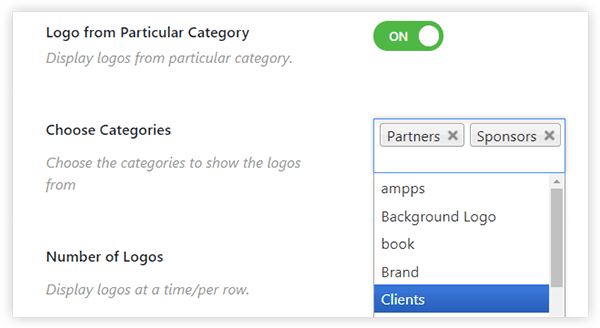 Logo from Particular Category
ON
Display logos from particular category.
Choose Categories
Partners Sponsors
Choose the categories to show the logos
from
ampps
Background Logo
book
Brand
Clients
Number of Logos
Display logos at a time/per row.